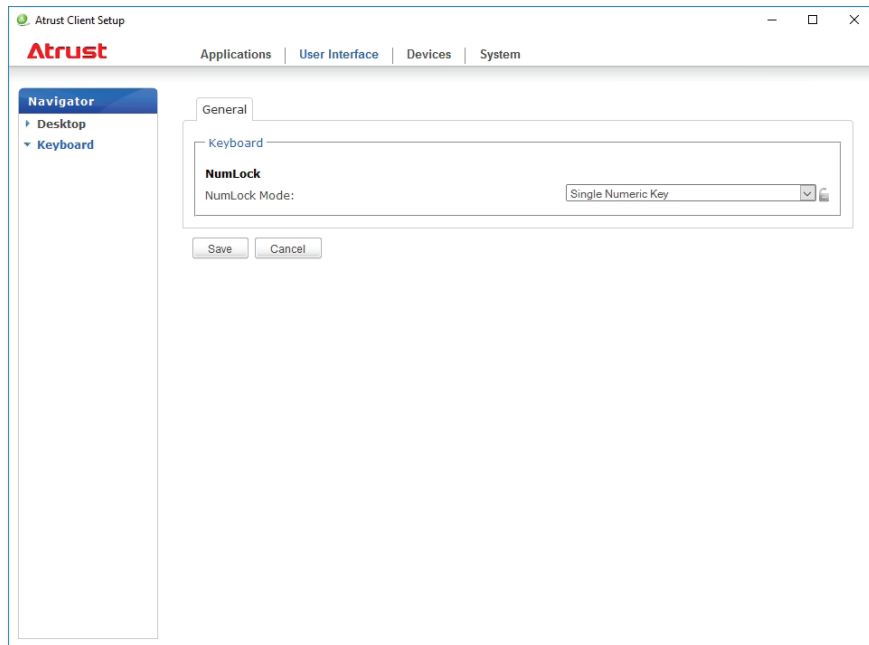 Atrust Client Setup
Atrust
Applications | User Interface | Devices | System
Navigator
Desktop
Keyboard
General
Keyboard
NumLock
NumLock Mode: Single Numeric Key
Save Cancel